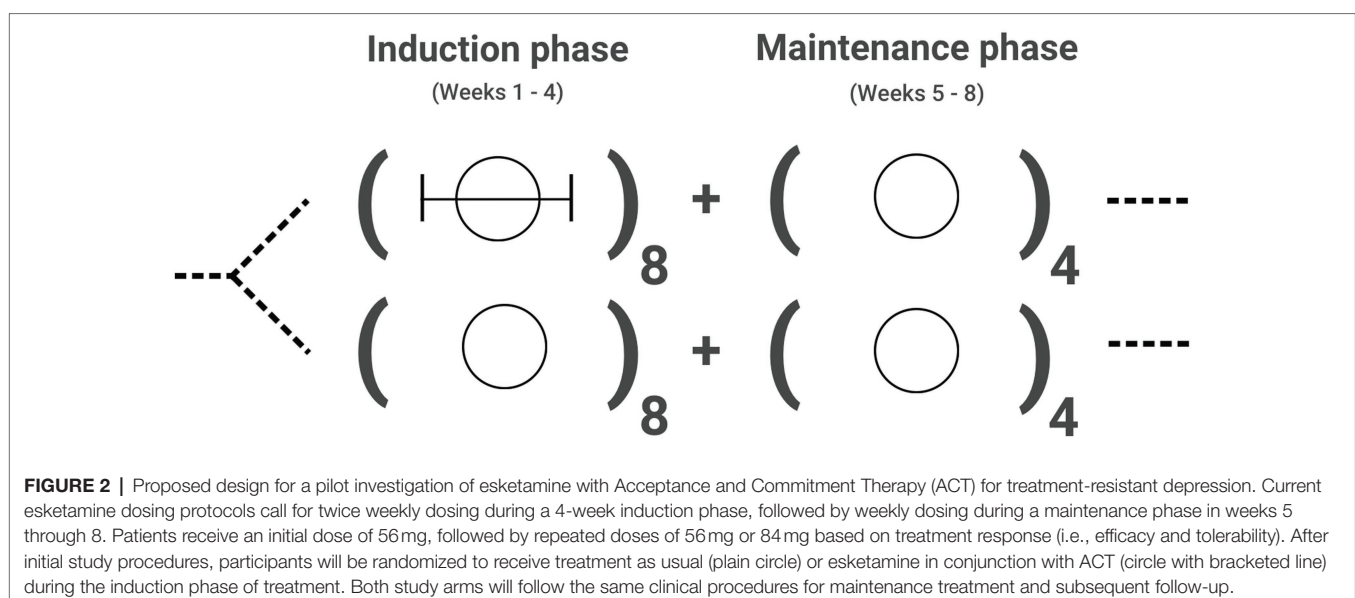 Induction phase Maintenance phase
(Weeks 1 - 4) (Weeks 5 - 8)
( )8 + ( )4
( )8 + ( )4
FIGURE 2 | Proposed design for a pilot investigation of esketamine with Acceptance and Commitment Therapy (ACT) for treatment-resistant depression. Current
esketamine dosing protocols call for twice weekly dosing during a 4-week induction phase, followed by weekly dosing during a maintenance phase in weeks 5
through 8. Patients receive an initial dose of 56 mg, followed by repeated doses of 56 mg or 84 mg based on treatment response (i.e., efficacy and tolerability). After
initial study procedures, participants will be randomized to receive treatment as usual (plain circle) or esketamine in conjunction with ACT (circle with bracketed line)
during the induction phase of treatment. Both study arms will follow the same clinical procedures for maintenance treatment and subsequent follow-up.